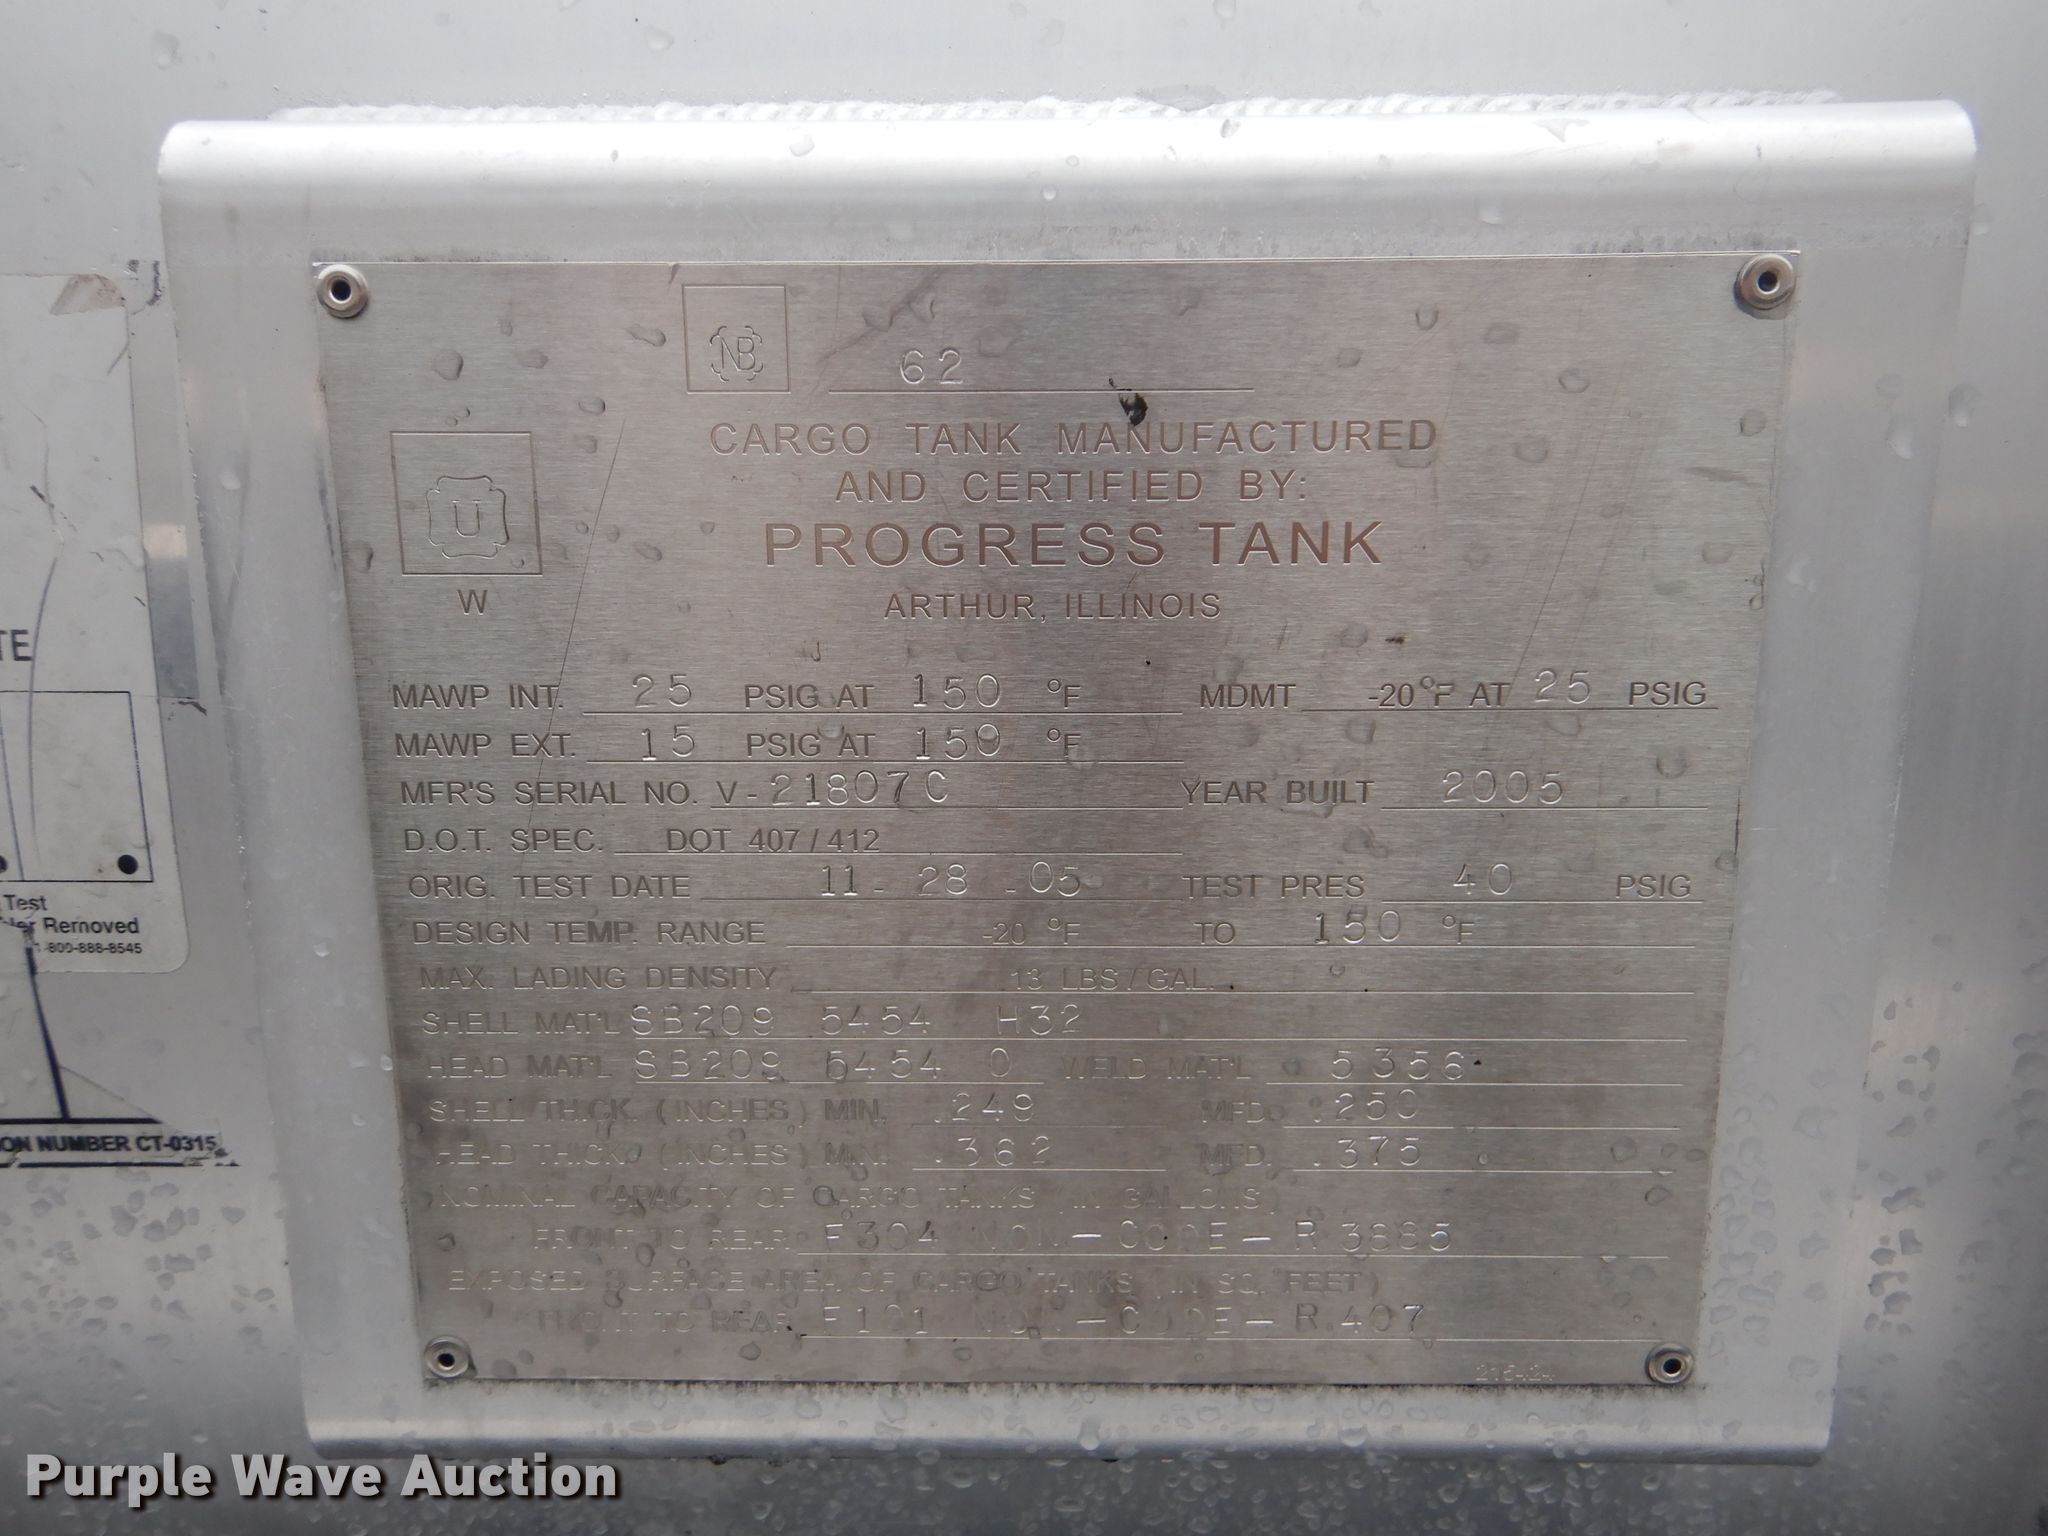 NB 62
CARGO TANK MANUFACTURED
AND CERTIFIED BY:
PROGRESS TANK
ARTHUR, ILLINOIS
U
W
MAWP INT. 25 PSIG AT 150 °F MDMT -20°F AT 25 PSIG
MAWP EXT. 15 PSIG AT 150 °F
MFR'S SERIAL NO. V-21807C YEAR BUILT 2005
D.O.T. SPEC. DOT 407/412
ORIG. TEST DATE 11-28-05 TEST PRES 40 PSIG
DESIGN TEMP. RANGE -20 °F TO 150 °F
MAX. LADING DENSITY 13 LBS/GAL.
SHELL MAT'L SB209 5454 H32
HEAD MAT'L SB209 5454 0 WELD MAT'L 5356
SHELL THICK. (INCHES) MIN. .249 MFD. .250
HEAD THICK. (INCHES) MIN. .362 MFD. .375
NOMINAL CAPACITY OF CARGO TANKS (IN GALLONS)
FRONT TO REAR F304 NON-CODE-R 3885
EXPOSED SURFACE AREA OF CARGO TANKS (IN SQ. FEET)
FRONT TO REAR F101 NON-CODE-R.407
TE
Test
Removed
1-800-888-8545
ON NUMBER CT-0315
Purple Wave Auction